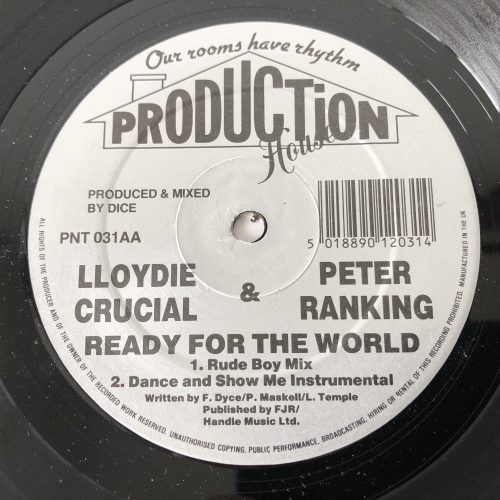 Our rooms have rhythm
PRODUCTiON
House
PRODUCED & MIXED
BY DICE
PNT 031AA
5 018890 120314
LLOYDIE
CRUCIAL
&
PETER
RANKING
READY FOR THE WORLD
1. Rude Boy Mix
2. Dance and Show Me Instrumental
Written by F. Dyce/P. Maskell/L. Temple
Published by FJR/
Handle Music Ltd.
ALL RIGHTS OF THE PRODUCER AND OF THE OWNER OF THE RECORDED WORK RESERVED. UNAUTHORISED COPYING, PUBLIC PERFORMANCE, BROADCASTING, HIRING OR RENTAL OF THIS RECORDING PROHIBITED. MANUFACTURED IN THE UK